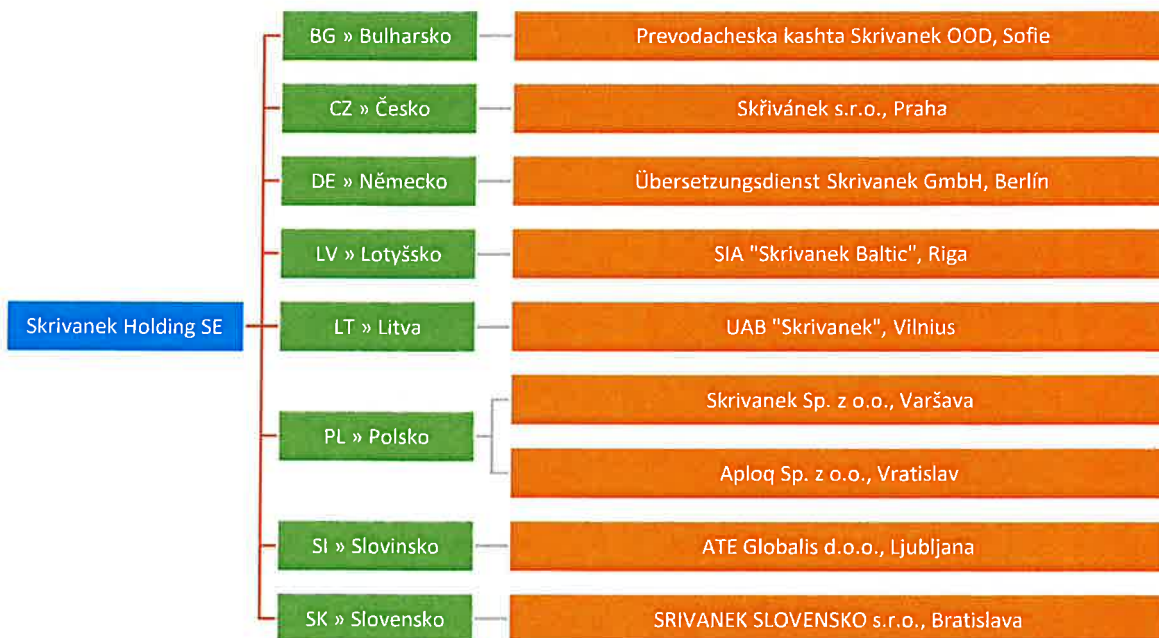 BG » Bulharsko
Prevodacheska kashta Skrivanek OOD, Sofie
CZ » Česko
Skřivánek s.r.o., Praha
DE » Německo
Übersetzungsdienst Skrivanek GmbH, Berlín
LV » Lotyšsko
SIA "Skrivanek Baltic", Riga
Skrivanek Holding SE
LT » Litva
UAB "Skrivanek", Vilnius
PL » Polsko
Skrivanek Sp. z o.o., Varšava
Aploq Sp. z o.o., Vratislav
SI » Slovinsko
ATE Globalis d.o.o., Ljubljana
SK » Slovensko
SRIVANEK SLOVENSKO s.r.o., Bratislava